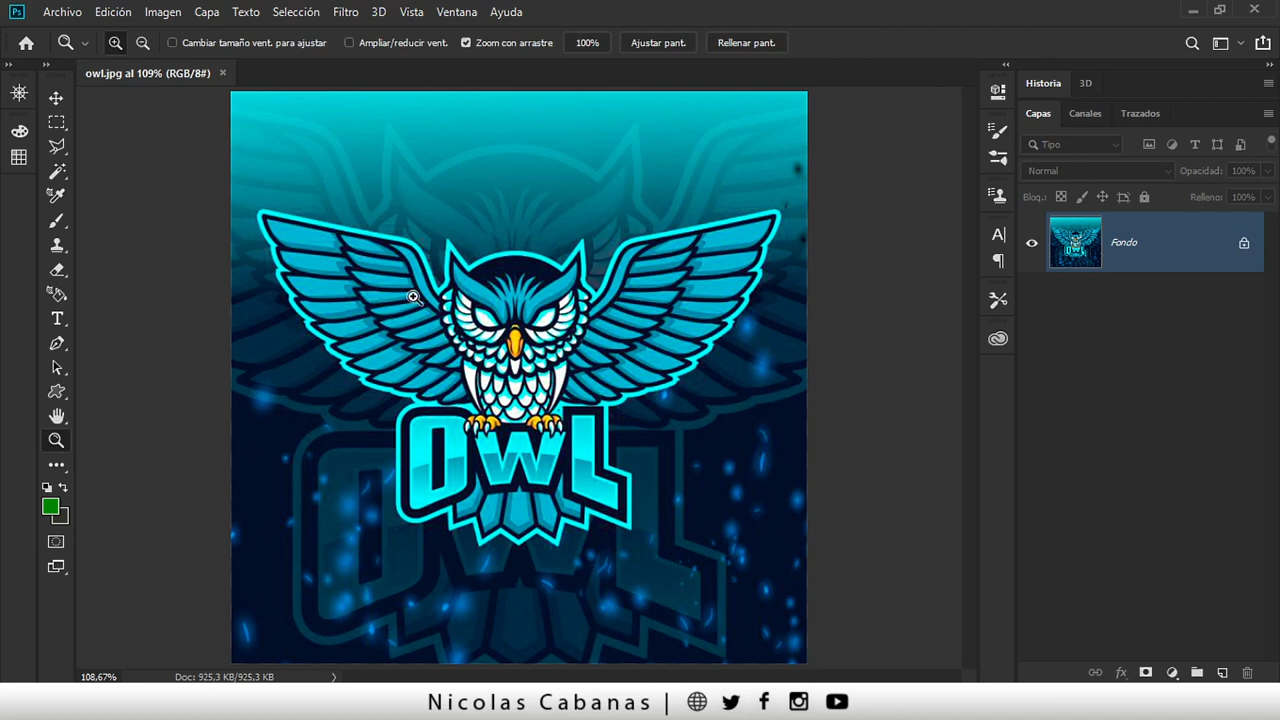 Ps Archivo Edición Imagen Capa Texto Selección Filtro 3D Vista Ventana Ayuda
Cambiar tamaño vent. para ajustar Ampliar/reducir vent. Zoom con arrastre 100% Ajustar pant. Rellenar pant.
owl.jpg al 109% (RGB/8#) ×
Historia 3D
Capas Canales Trazados
Tipo
Normal Opacidad: 100%
Bloq.: Relleno: 100%
Fondo
OWL
OWL
108,67% Doc: 925,3 KB/925,3 KB
Nicolas Cabanas |